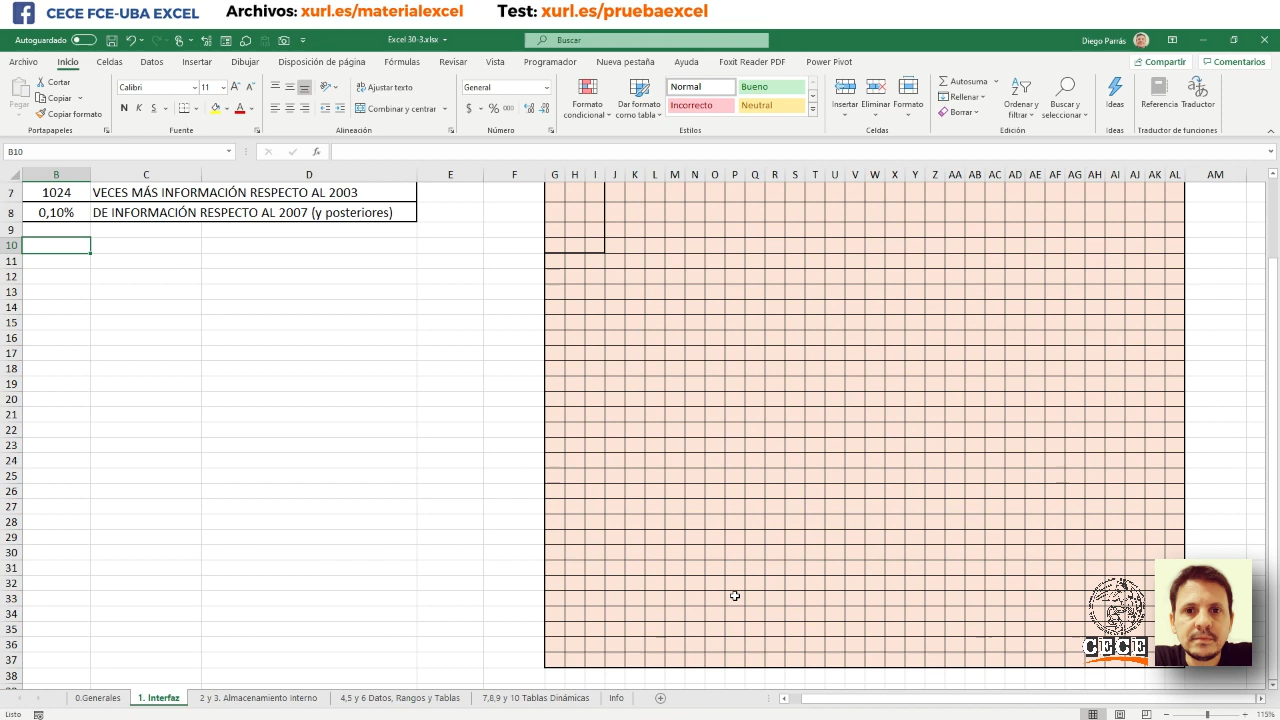 CECE FCE-UBA EXCEL Archivos: xurl.es/materialexcel Test: xurl.es/pruebaexcel
Autoguardado Excel 30-3.xlsx Buscar Diego Parrás
Archivo Inicio Celdas Datos Insertar Dibujar Disposición de página Fórmulas Revisar Vista Programador Nueva pestaña Ayuda Foxit Reader PDF Power Pivot Compartir Comentarios
Pegar Cortar Copiar Copiar formato
Calibri 11 N K S
Ajustar texto Combinar y centrar
General $ % 000
Formato condicional Dar formato como tabla Normal Bueno Incorrecto Neutral
Insertar Eliminar Formato
Autosuma Rellenar Borrar Ordenar y filtrar Buscar y seleccionar
Ideas Referencia Traductor
Portapapeles Fuente Alineación Número Estilos Celdas Edición Ideas Traductor de funciones
B10 fx
B C D E F G H I J K L M N O P Q R S T U V W X Y Z AA AB AC AD AE AF AG AH AI AJ AK AL AM
7 1024 VECES MÁS INFORMACIÓN RESPECTO AL 2003
8 0,10% DE INFORMACIÓN RESPECTO AL 2007 (y posteriores)
9
10
11
12
13
14
15
16
17
18
19
20
21
22
23
24
25
26
27
28
29
30
31
32
33
34
35
36
37
38
CECE
0.Generales 1. Interfaz 2 y 3. Almacenamiento Interno 4,5 y 6 Datos, Rangos y Tablas 7,8,9 y 10 Tablas Dinámicas Info
Listo 115%